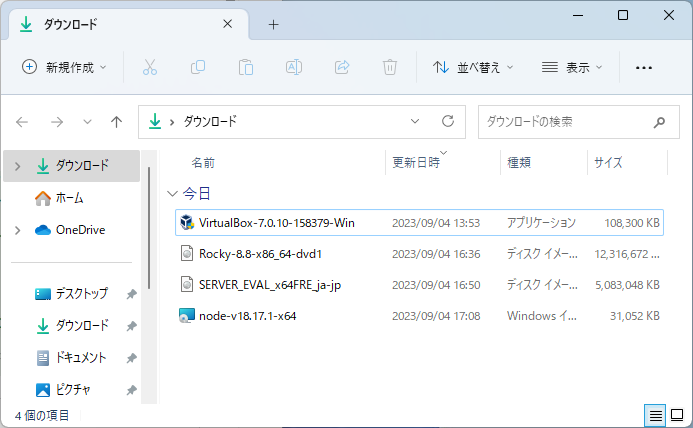 ダウンロード
新規作成
並べ替え
表示
ダウンロード
ダウンロードの検索
ダウンロード
ホーム
OneDrive
デスクトップ
ダウンロード
ドキュメント
ピクチャ
名前 更新日時 種類 サイズ
今日
VirtualBox-7.0.10-158379-Win 2023/09/04 13:53 アプリケーション 108,300 KB
Rocky-8.8-x86_64-dvd1 2023/09/04 16:36 ディスク イメー... 12,316,672 ...
SERVER_EVAL_x64FRE_ja-jp 2023/09/04 16:50 ディスク イメー... 5,083,048 KB
node-v18.17.1-x64 2023/09/04 17:08 Windows イ... 31,052 KB
4 個の項目